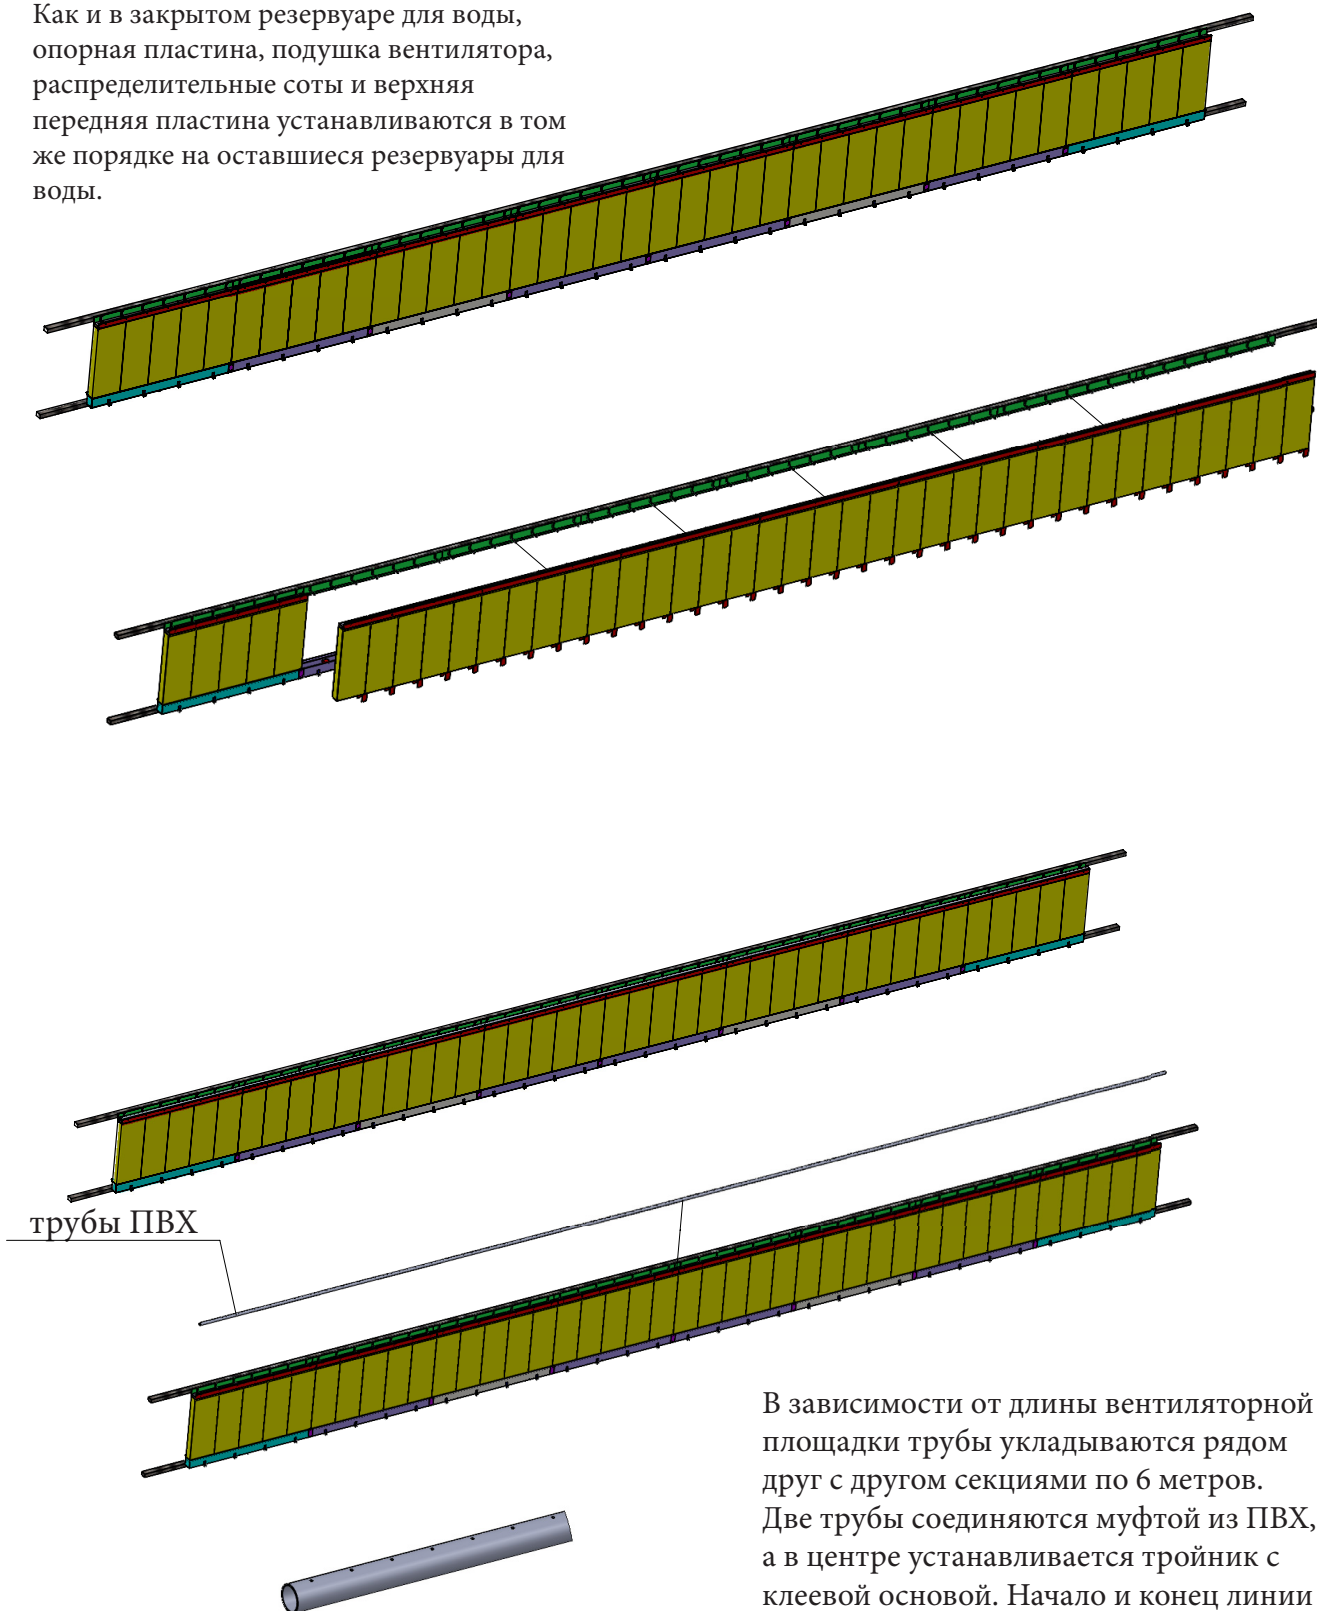 Как и в закрытом резервуаре для воды,
опорная пластина, подушка вентилятора,
распределительные соты и верхняя
передняя пластина устанавливаются в том
же порядке на оставшиеся резервуары для
воды.
трубы ПВХ
В зависимости от длины вентиляторной
площадки трубы укладываются рядом
друг с другом секциями по 6 метров.
Две трубы соединяются муфтой из ПВХ,
а в центре устанавливается тройник с
клеевой основой. Начало и конец линии